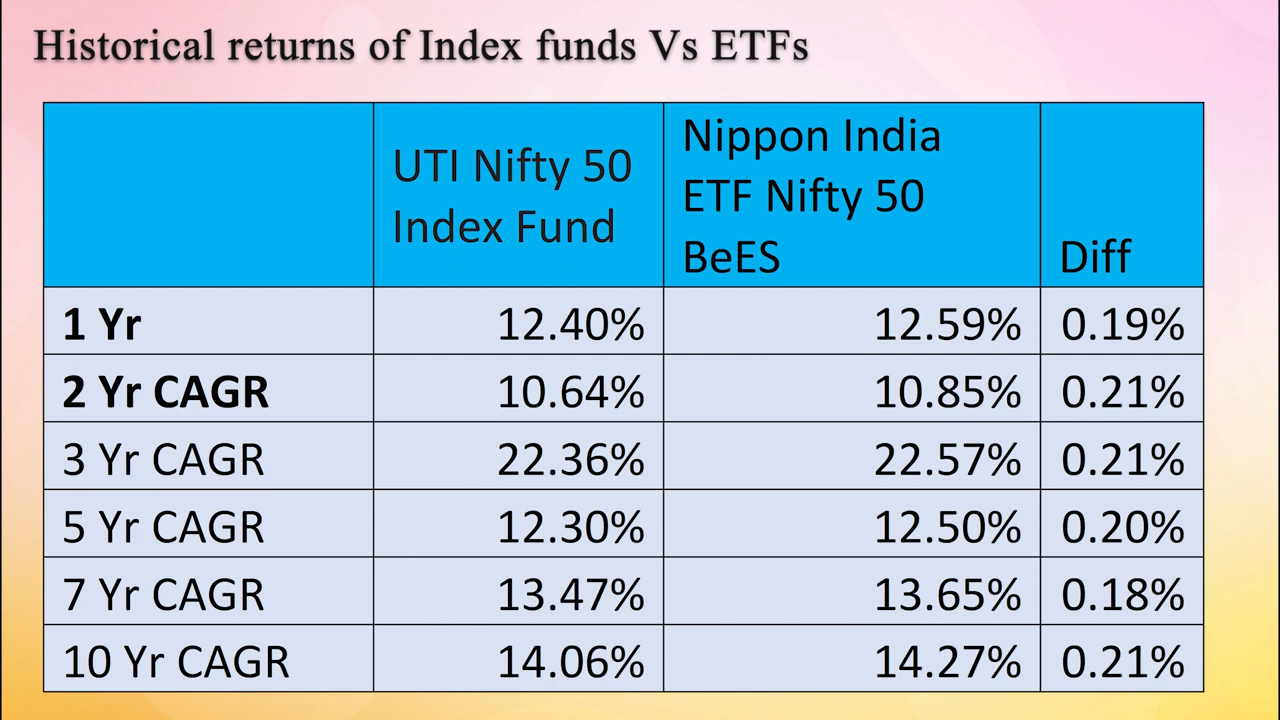 Historical returns of Index funds Vs ETFs
UTI Nifty 50
Index Fund
Nippon India
ETF Nifty 50
BeES
Diff
1 Yr 12.40% 12.59% 0.19%
2 Yr CAGR 10.64% 10.85% 0.21%
3 Yr CAGR 22.36% 22.57% 0.21%
5 Yr CAGR 12.30% 12.50% 0.20%
7 Yr CAGR 13.47% 13.65% 0.18%
10 Yr CAGR 14.06% 14.27% 0.21%